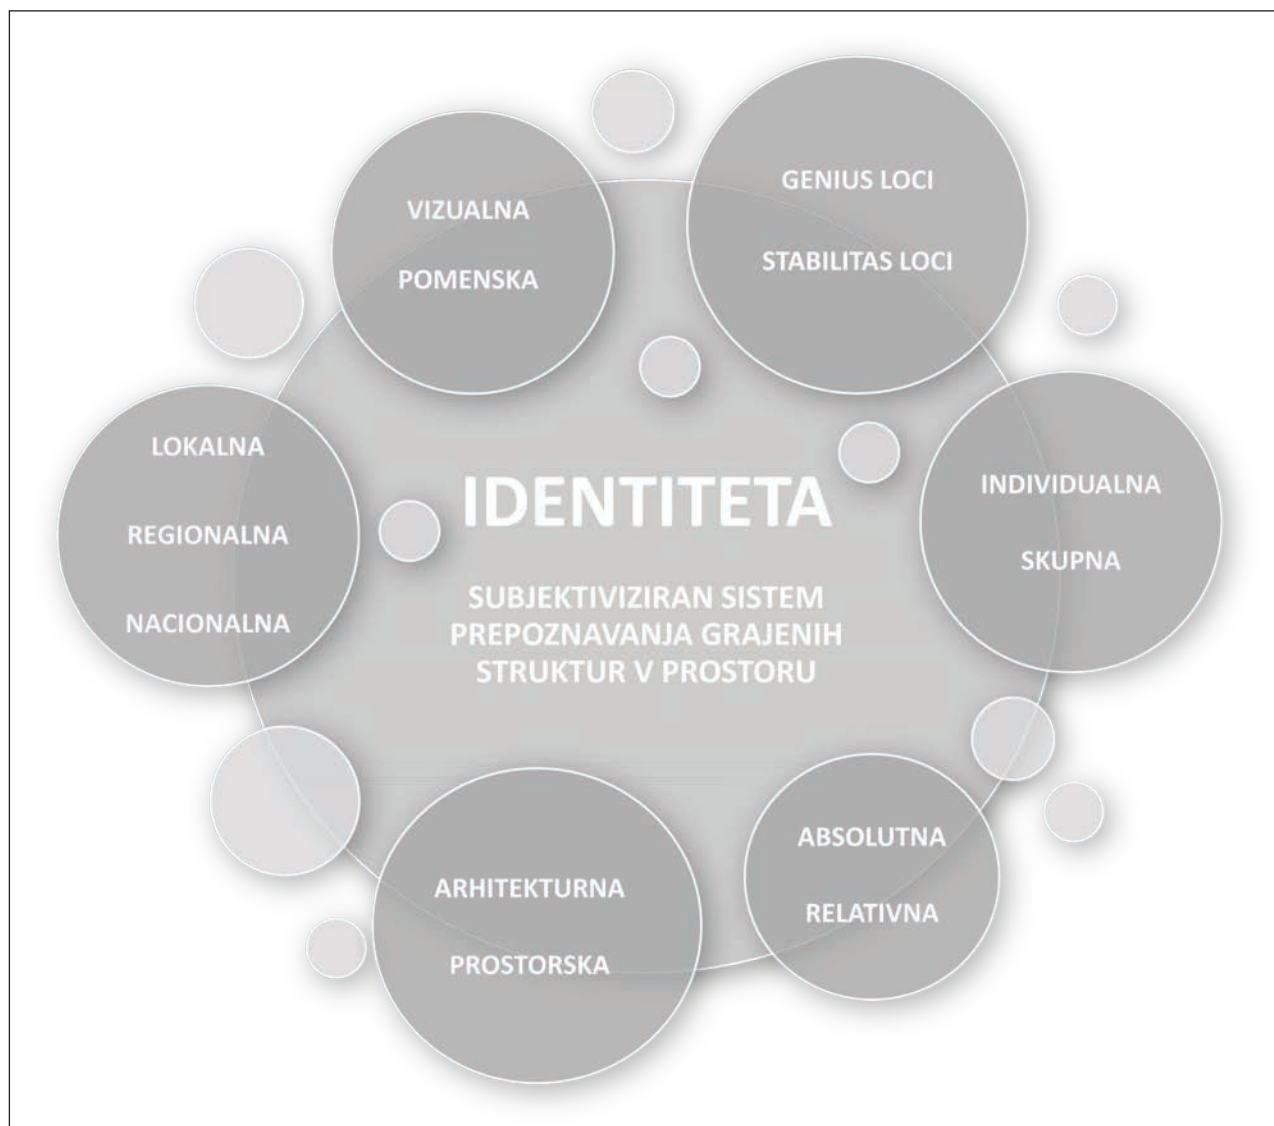 VIZUALNA
POMENSKA
GENIUS LOCI
STABILITAS LOCI
LOKALNA
REGIONALNA
NACIONALNA
IDENTITETA
SUBJEKTIVIZIRAN SISTEM
PREPOZNAVANJA GRAJENIH
STRUKTUR V PROSTORU
INDIVIDUALNA
SKUPNA
ARHITEKTURNA
PROSTORSKA
ABSOLUTNA
RELATIVNA